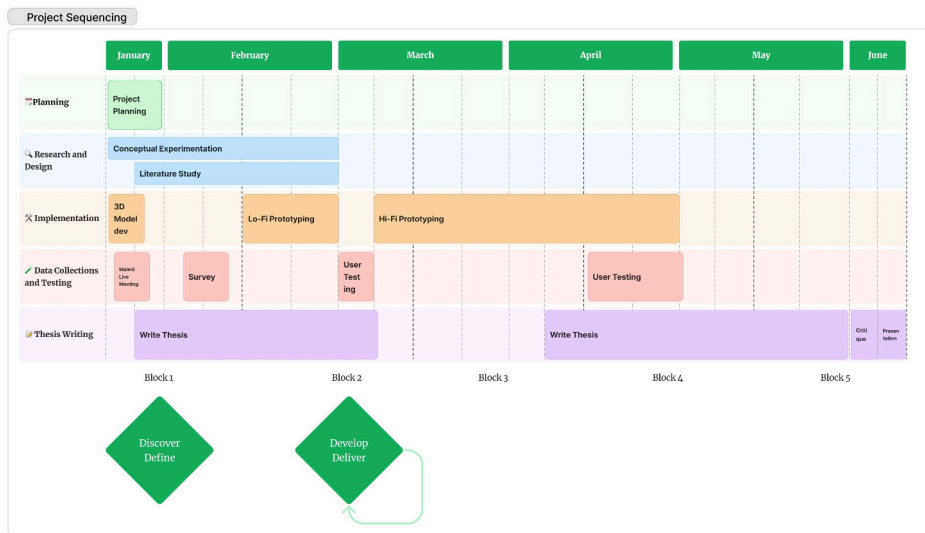 Project Sequencing
January February March April May June
Planning
Project
Planning
Research and
Design
Conceptual Experimentation
Literature Study
Implementation
3D
Model
dev
Lo-Fi Prototyping
Hi-Fi Prototyping
Data Collections
and Testing
Malmö
Live
Meeting
Survey
User
Test
ing
User Testing
Thesis Writing
Write Thesis
Write Thesis
Criti
que
Presen
tation
Block 1 Block 2 Block 3 Block 4 Block 5
Discover
Define
Develop
Deliver